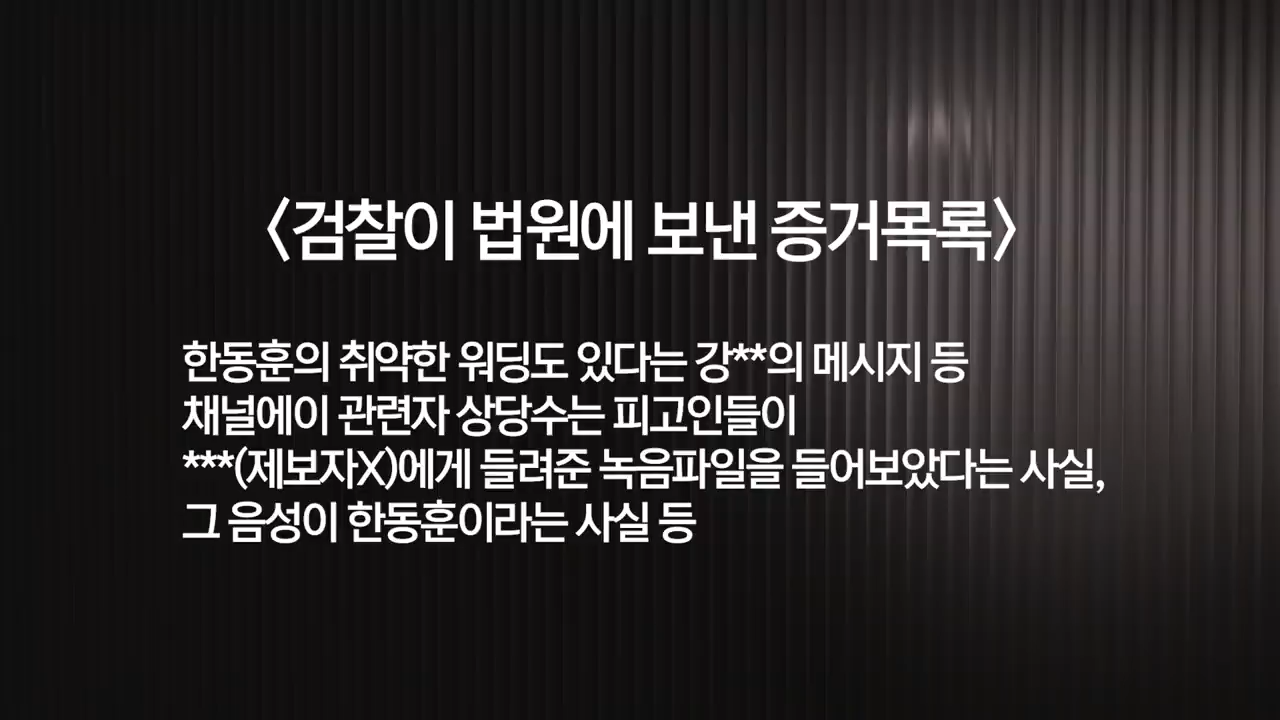 〈검찰이 법원에 보낸 증거목록〉
한동훈의 취약한 워딩도 있다는 강**의 메시지 등
채널에이 관련자 상당수는 피고인들이
***(제보자X)에게 들려준 녹음파일을 들어보았다는 사실,
그 음성이 한동훈이라는 사실 등